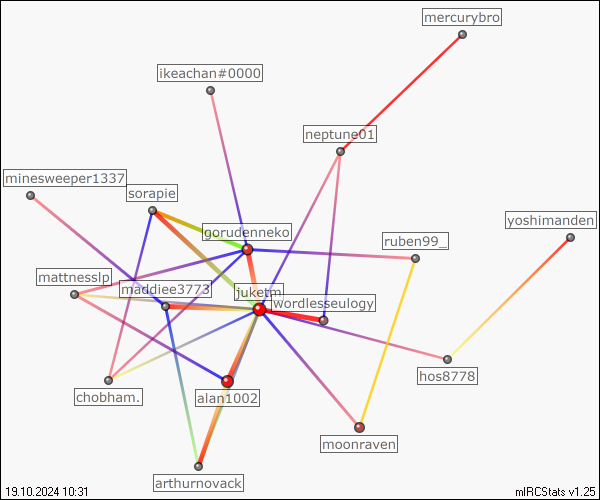 mercurybro
ikeachan#0000
neptune01
minesweeper1337
sorapie
yoshimanden
gorudenneko
ruben99_
mattnesslp
maddiee3773
juketm
wordlesseulogy
hos8778
chobham.
alan1002
moonraven
arthurnovack
19.10.2024 10:31
mIRCStats v1.25